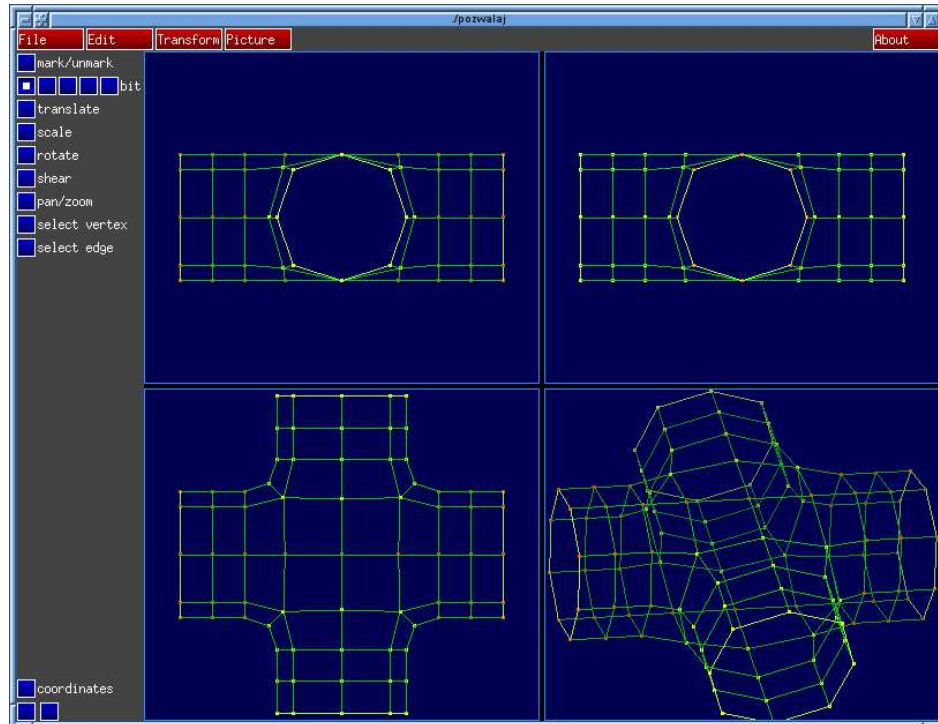 ./pozwalaj
File Edit Transform Picture About
mark/unmark
bit
translate
scale
rotate
shear
pan/zoom
select vertex
select edge
coordinates